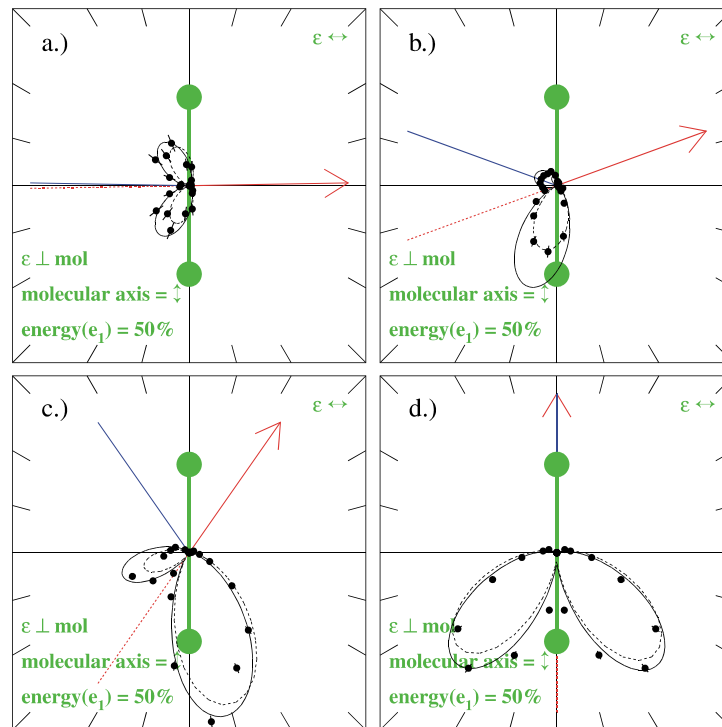 a.)
ε ↔
ε ⊥ mol
molecular axis = ↕
energy(e₁) = 50%
b.)
ε ↔
ε ⊥ mol
molecular axis = ↕
energy(e₁) = 50%
c.)
ε ↔
ε ⊥ mol
molecular axis = ↕
energy(e₁) = 50%
d.)
ε ↔
ε ⊥ mol
molecular axis = ↕
energy(e₁) = 50%